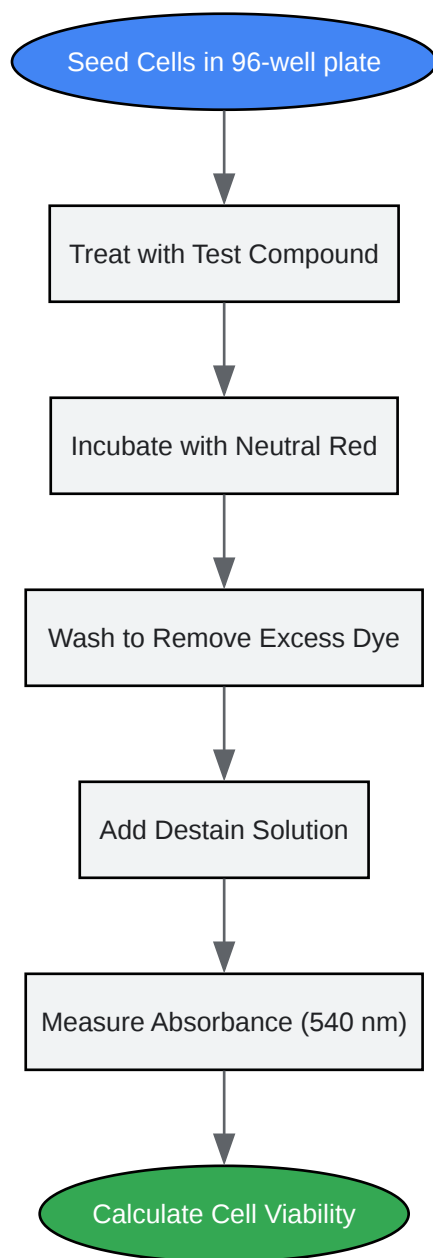 Seed Cells in 96-well plate
Treat with Test Compound
Incubate with Neutral Red
Wash to Remove Excess Dye
Add Destain Solution
Measure Absorbance (540 nm)
Calculate Cell Viability